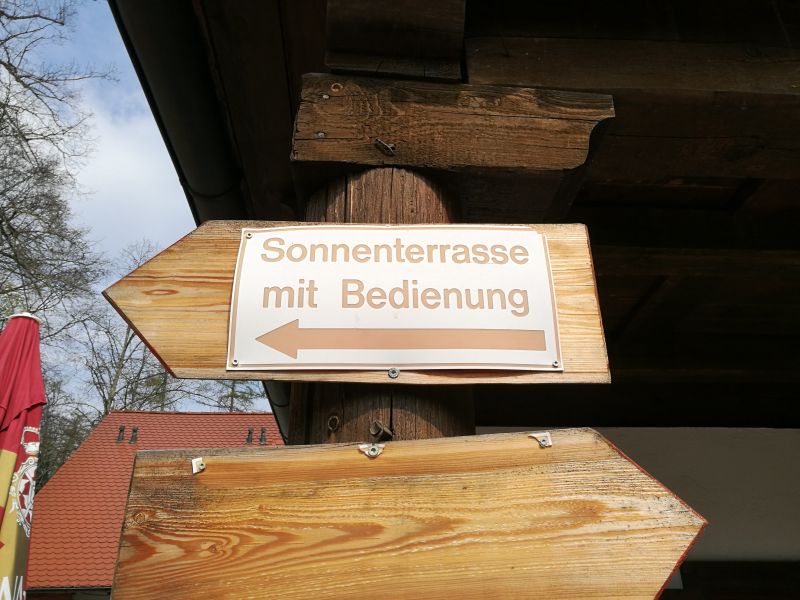 Sonnenterrasse
mit Bedienung